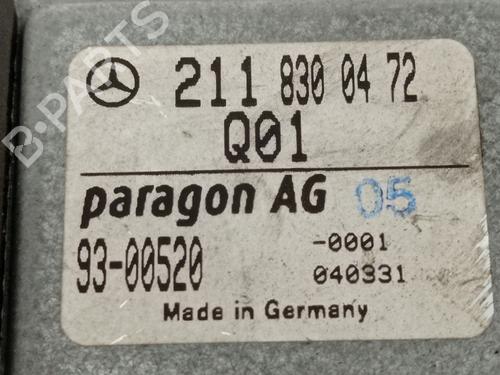 211 830 04 72
Q01
paragon AG 05
93-00520 -0001
040331
Made in Germany
B-Parts